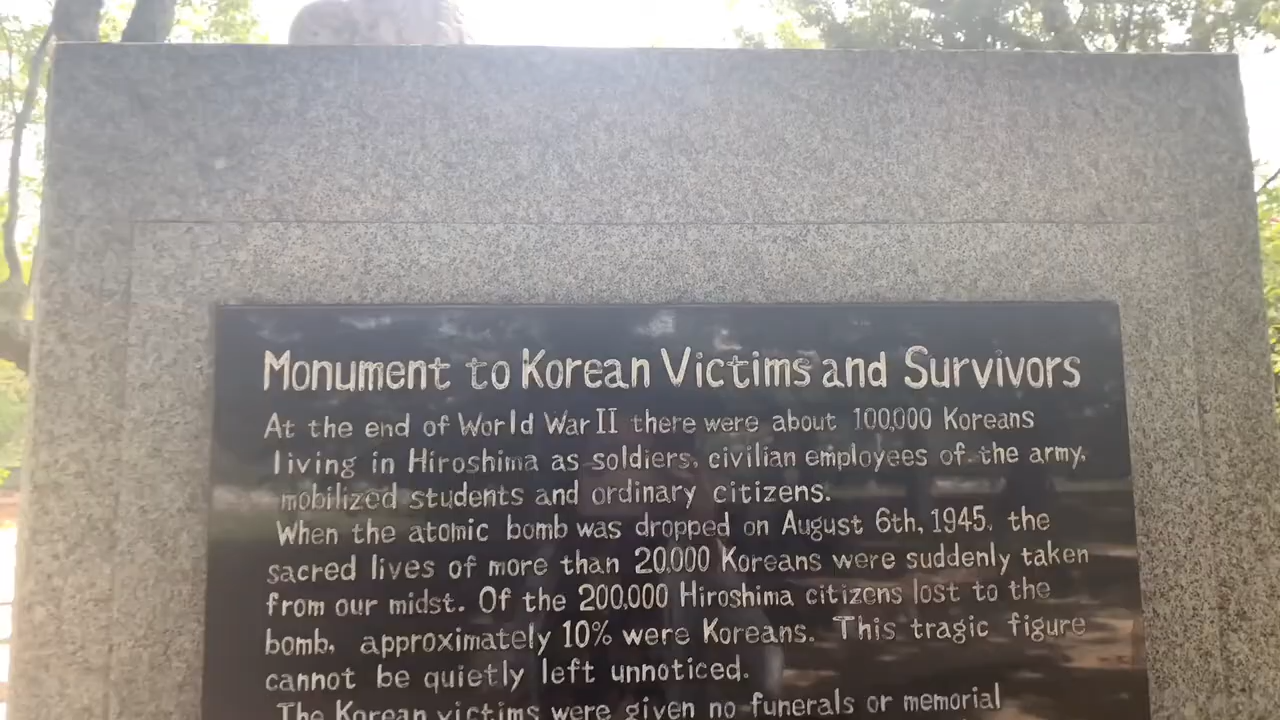 Monument to Korean Victims and Survivors
At the end of World War II there were about 100,000 Koreans
living in Hiroshima as soldiers, civilian employees of the army,
mobilized students and ordinary citizens.
When the atomic bomb was dropped on August 6th, 1945, the
sacred lives of more than 20,000 Koreans were suddenly taken
from our midst. Of the 200,000 Hiroshima citizens lost to the
bomb, approximately 10% were Koreans. This tragic figure
cannot be quietly left unnoticed.
The Korean victims were given no funerals or memorial